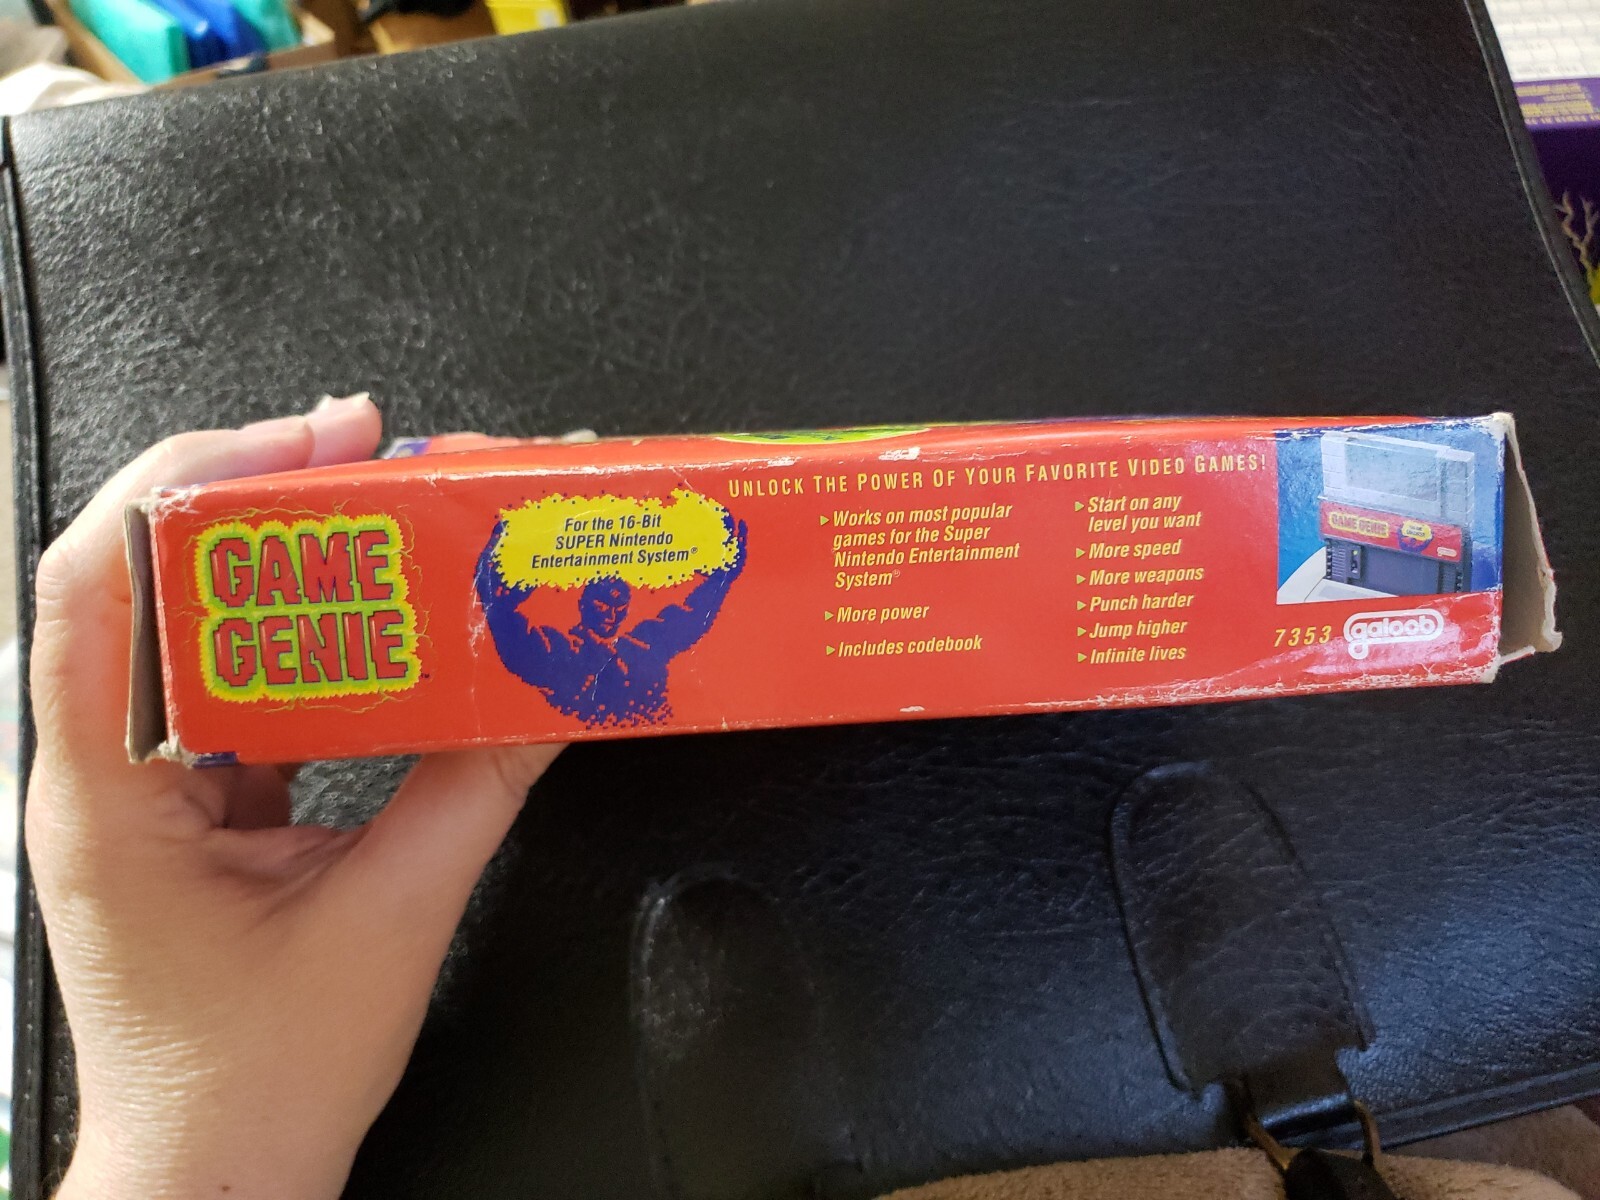 GAME
GENIE
For the 16-Bit
SUPER Nintendo
Entertainment System®
UNLOCK THE POWER OF YOUR FAVORITE VIDEO GAMES!
▶Works on most popular
games for the Super
Nintendo Entertainment
System®
▶More power
▶Includes codebook
▶Start on any
level you want
▶More speed
▶More weapons
▶Punch harder
▶Jump higher
▶Infinite lives
GAME GENIE
7353 galoob